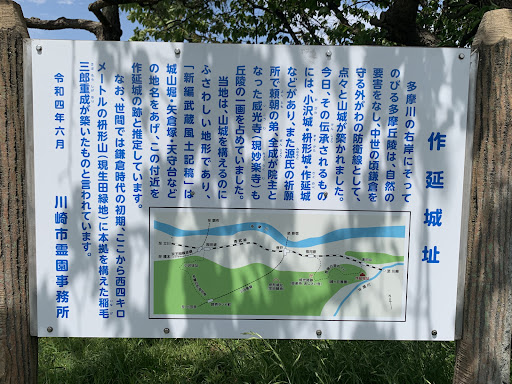 作延城址
多摩川の右岸にそって
のびる多摩丘陵は、自然の
要害をなし、中世の頃鎌倉を
守る外がわの防衛線として、
点々と山城が築かれました。
今日、その伝承されるもの
には、小沢城・枡形城・作延城
などがあり、また源氏の祈願
所で頼朝の弟、全成が院主と
なった威光寺（現妙楽寺）も
丘陵の一画を占めていました。
当地は、山城を構えるのに
ふさわしい地形であり、
「新編武蔵風土記稿」は
城山堀・矢倉塚・天守台など
の地名をあげ、この付近を
作延城の跡と推定しています。
なお、世間では鎌倉時代の初期、ここから西四キロ
メートルの枡形山（現生田緑地）に本拠を構えた稲毛
三郎重成が築いたものと言われています。
令和四年六月　川崎市霊園事務所